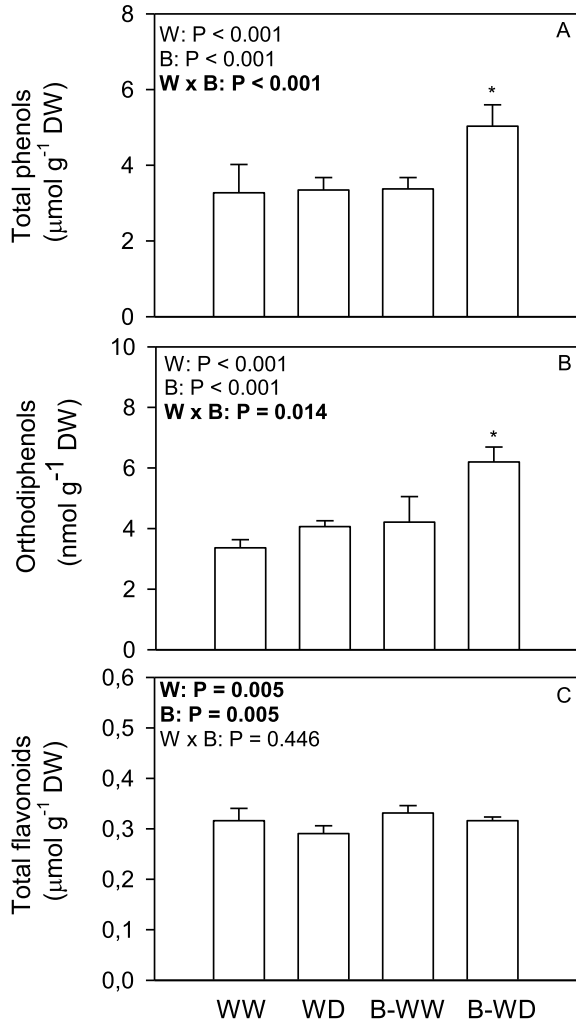 8
A
W: P < 0.001
B: P < 0.001
W x B: P < 0.001
*
6
4
2
0
Total phenols
(μmol g-1 DW)
10
B
W: P < 0.001
B: P < 0.001
W x B: P = 0.014
*
8
6
4
2
0
Orthodiphenols
(nmol g-1 DW)
0,6
C
W: P = 0.005
B: P = 0.005
W x B: P = 0.446
0,5
0,4
0,3
0,2
0,1
0,0
Total flavonoids
(μmol g-1 DW)
WW WD B-WW B-WD